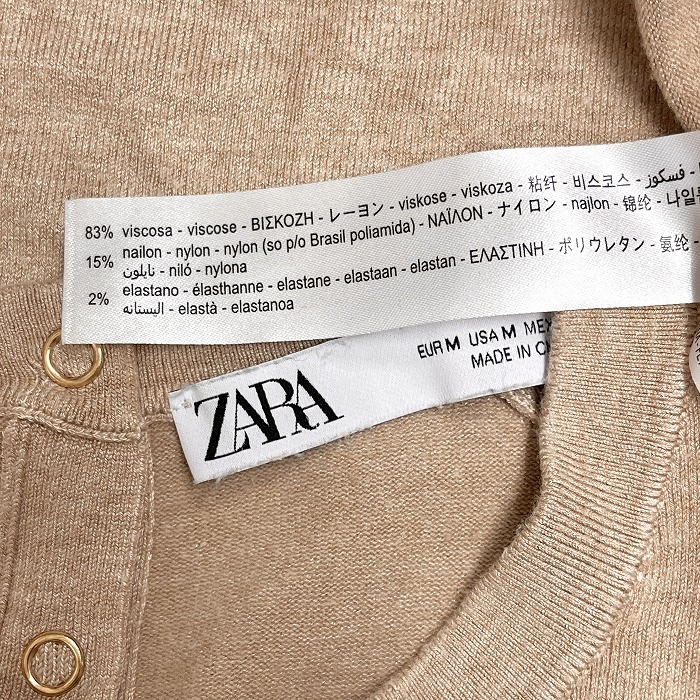 83% viscosa - viscose - ΒΙΣΚΟΖΗ - レーヨン - viskose - viskoza - 粘纤 - 비스코스 - فسكوز -
15% nailon - nylon - nylon (so p/o Brasil poliamida) - ΝΑΪΛΟΝ - ナイロン - najlon - 锦纶 - 나일론
نايلون - niló - nylona
2% elastano - élasthanne - elastane - elastaan - elastan - ΕΛΑΣΤΙΝΗ - ポリウレタン - 氨纶 -
اليستانه - elastà - elastanoa
EUR M USA M MEX
MADE IN
ZARA